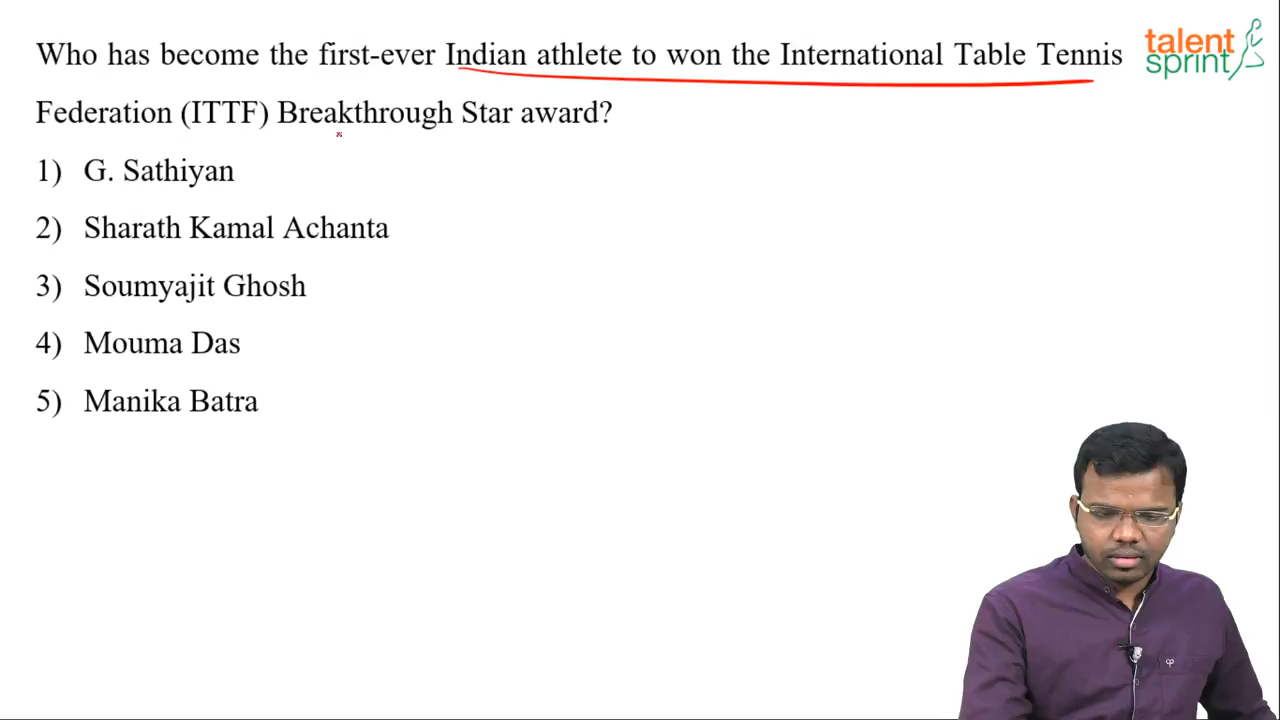 Who has become the first-ever Indian athlete to won the International Table Tennis
Federation (ITTF) Breakthrough Star award?
1) G. Sathiyan
2) Sharath Kamal Achanta
3) Soumyajit Ghosh
4) Mouma Das
5) Manika Batra
talent
sprint